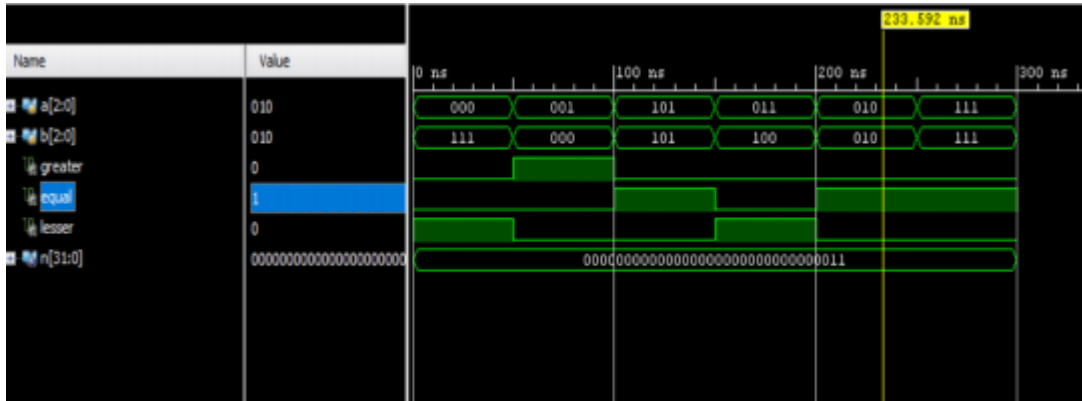 233.592 ns
Name Value
0 ns 100 ns 200 ns 300 ns
a[2:0] 010 000 001 101 011 010 111
b[2:0] 010 111 000 101 100 010 111
greater 0
equal 1
lesser 0
n[31:0] 00000000000000000000000000000011